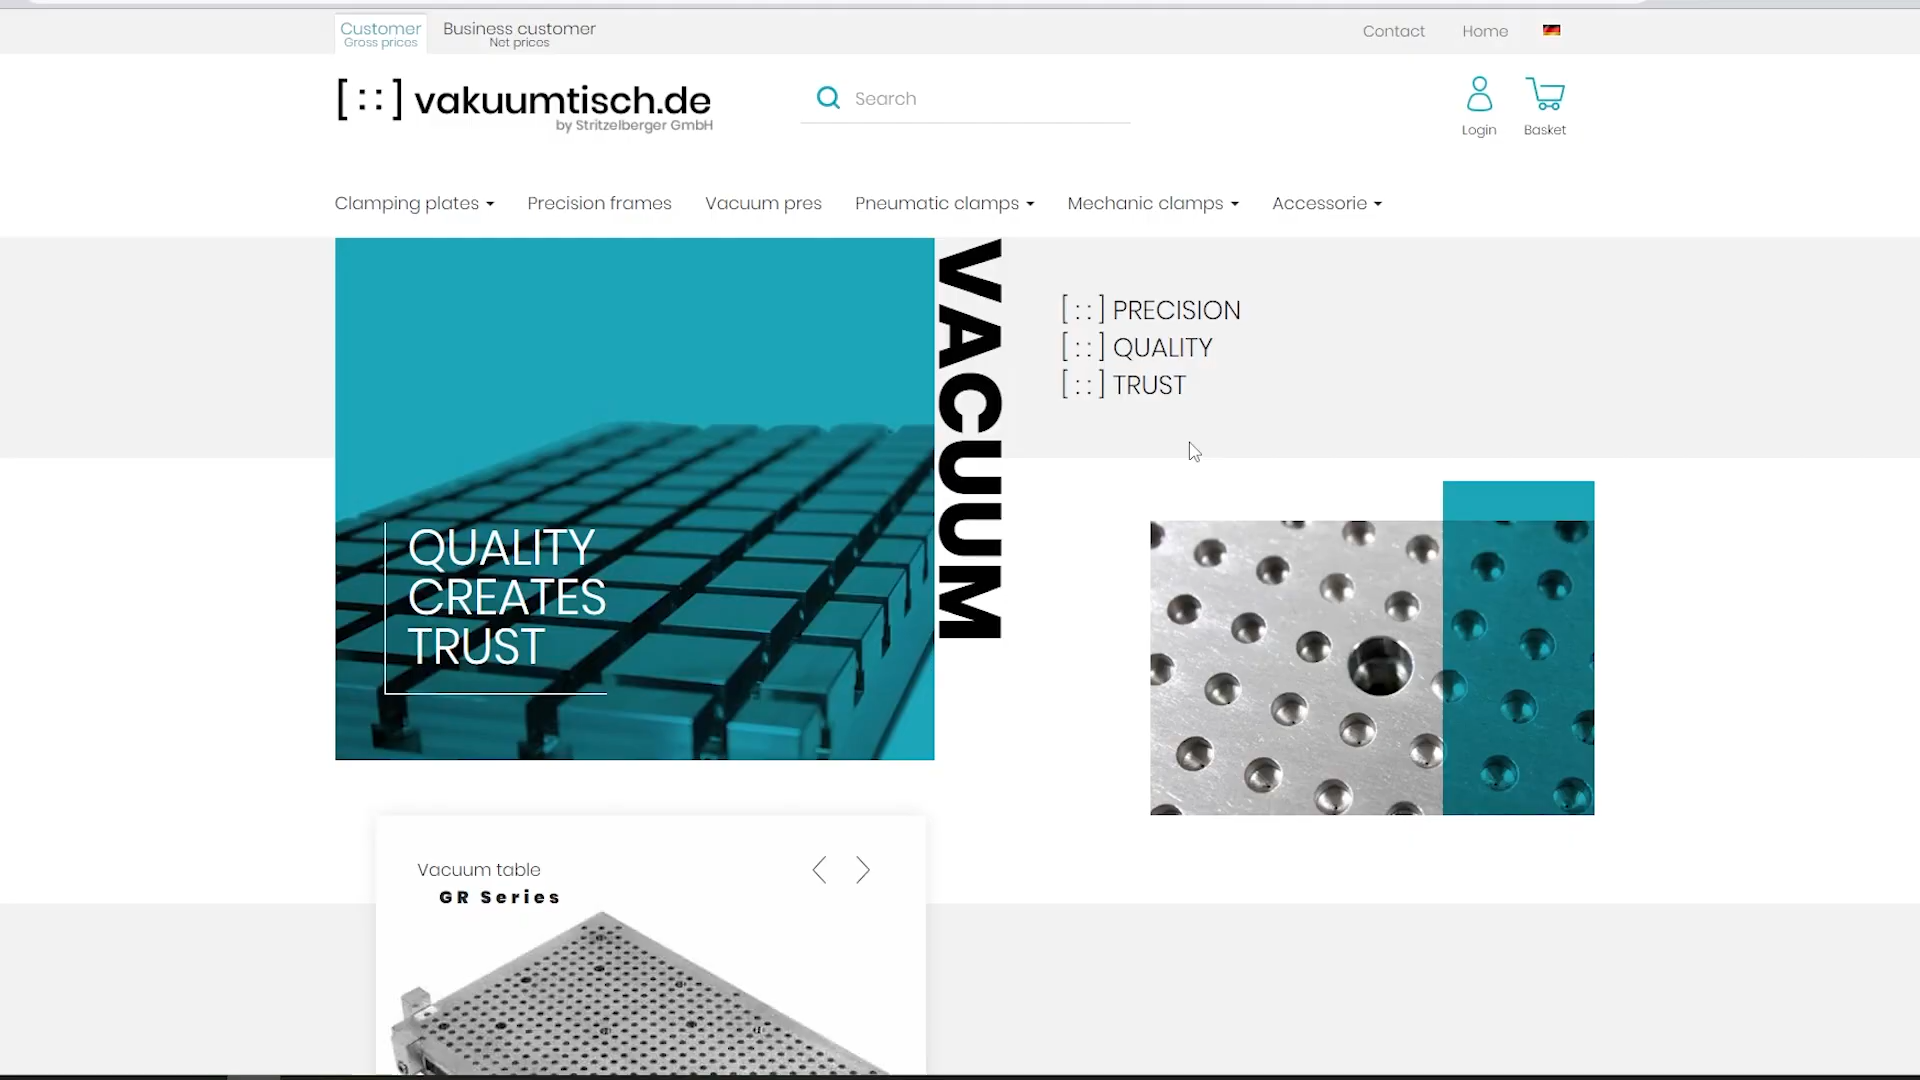 Customer
Gross prices
Business customer
Net prices
Contact
Home
[::] vakuumtisch.de
by Stritzelberger GmbH
Search
Login
Basket
Clamping plates
Precision frames
Vacuum pres
Pneumatic clamps
Mechanic clamps
Accessorie
VACUUM
[::] PRECISION
[::] QUALITY
[::] TRUST
QUALITY
CREATES
TRUST
Vacuum table
GR Series